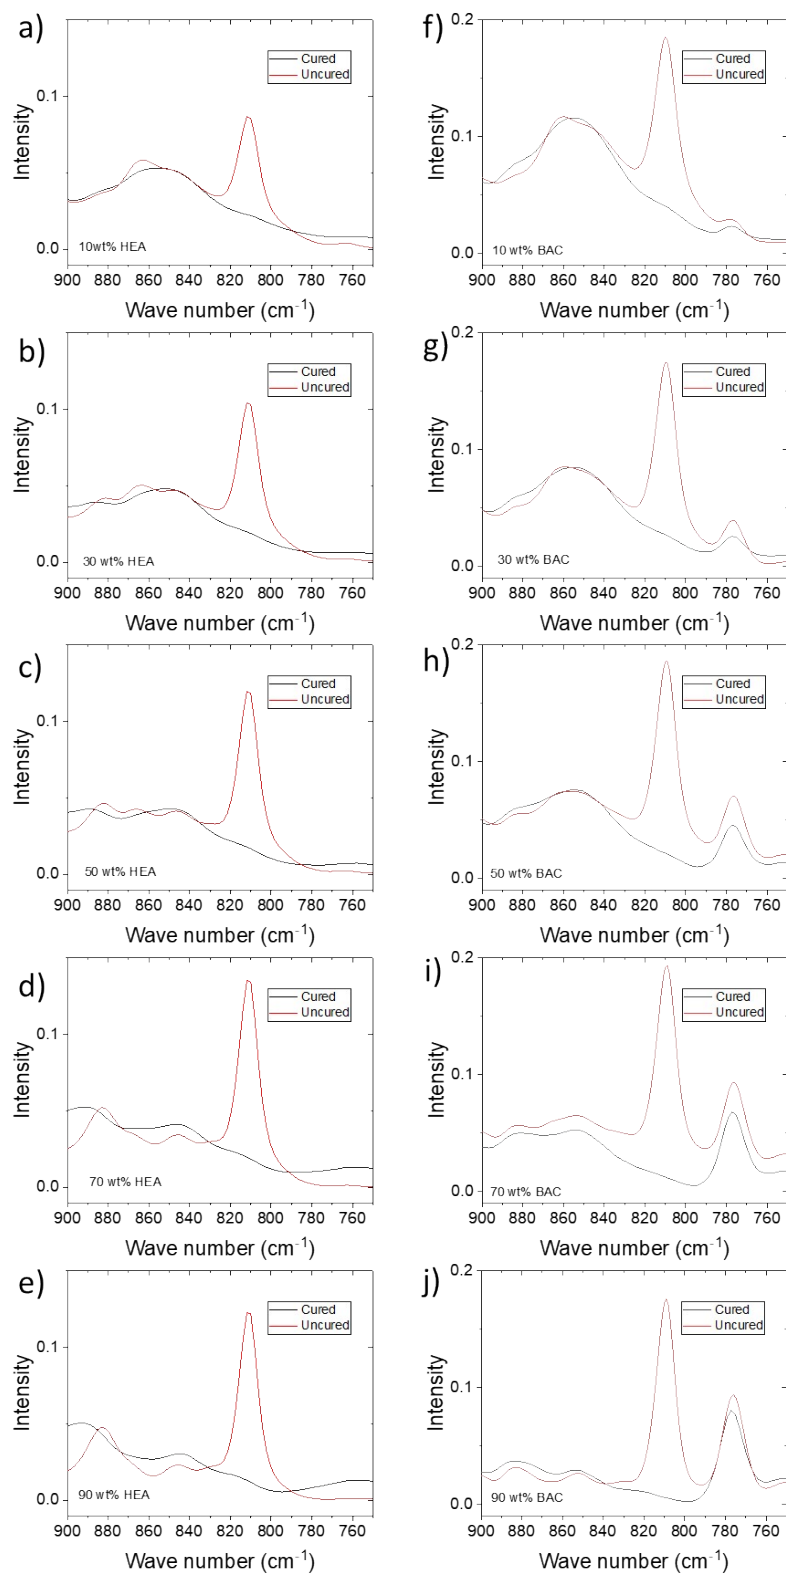 a)
Intensity
0.1
0.0
Cured
Uncured
10wt% HEA
900 880 860 840 820 800 780 760
Wave number (cm⁻¹)
f)
Intensity
0.2
0.1
0.0
Cured
Uncured
10 wt% BAC
900 880 860 840 820 800 780 760
Wave number (cm⁻¹)
b)
Intensity
0.1
0.0
Cured
Uncured
30 wt% HEA
900 880 860 840 820 800 780 760
Wave number (cm⁻¹)
g)
Intensity
0.2
0.1
0.0
Cured
Uncured
30 wt% BAC
900 880 860 840 820 800 780 760
Wave number (cm⁻¹)
c)
Intensity
0.1
0.0
Cured
Uncured
50 wt% HEA
900 880 860 840 820 800 780 760
Wave number (cm⁻¹)
h)
Intensity
0.2
0.1
0.0
Cured
Uncured
50 wt% BAC
900 880 860 840 820 800 780 760
Wave number (cm⁻¹)
d)
Intensity
0.1
0.0
Cured
Uncured
70 wt% HEA
900 880 860 840 820 800 780 760
Wave number (cm⁻¹)
i)
Intensity
0.2
0.1
0.0
Cured
Uncured
70 wt% BAC
900 880 860 840 820 800 780 760
Wave number (cm⁻¹)
e)
Intensity
0.1
0.0
Cured
Uncured
90 wt% HEA
900 880 860 840 820 800 780 760
Wave number (cm⁻¹)
j)
Intensity
0.2
0.1
0.0
Cured
Uncured
90 wt% BAC
900 880 860 840 820 800 780 760
Wave number (cm⁻¹)